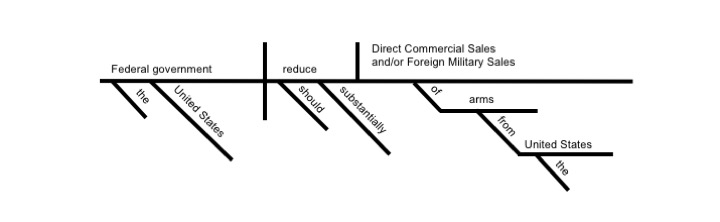 Federal government
reduce
Direct Commercial Sales
and/or Foreign Military Sales
the
United States
should
substantially
of
arms
from
United States
the